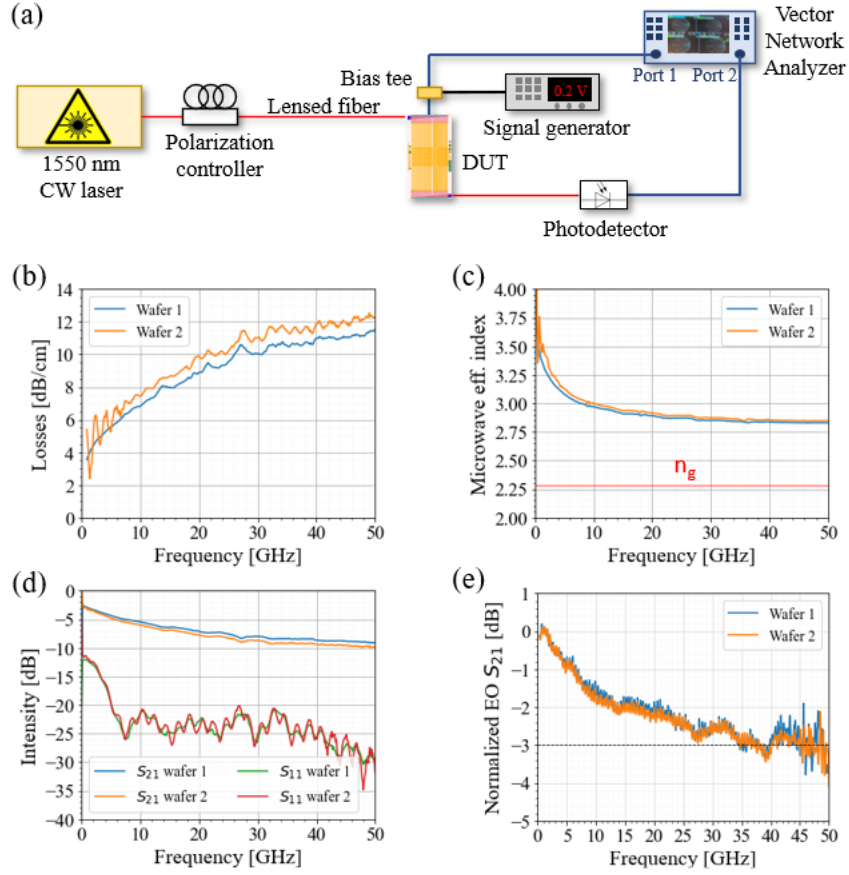 (a)
Vector
Network
Analyzer
Port 1 Port 2
Bias tee
Lensed fiber
0.2 V
Signal generator
Polarization
controller
1550 nm
CW laser
DUT
Photodetector
(b)
14
12
10
8
6
4
2
0
Losses [dB/cm]
Wafer 1
Wafer 2
0 10 20 30 40 50
Frequency [GHz]
(c)
4.00
3.75
3.50
3.25
3.00
2.75
2.50
2.25
2.00
Microwave eff. index
Wafer 1
Wafer 2
ng
0 10 20 30 40 50
Frequency [GHz]
(d)
0
−5
−10
−15
−20
−25
−30
−35
−40
Intensity [dB]
S21 wafer 1 S11 wafer 1
S21 wafer 2 S11 wafer 2
0 10 20 30 40 50
Frequency [GHz]
(e)
1
0
−1
−2
−3
−4
−5
Normalized EO S21 [dB]
Wafer 1
Wafer 2
0 5 10 15 20 25 30 35 40 45 50
Frequency [GHz]